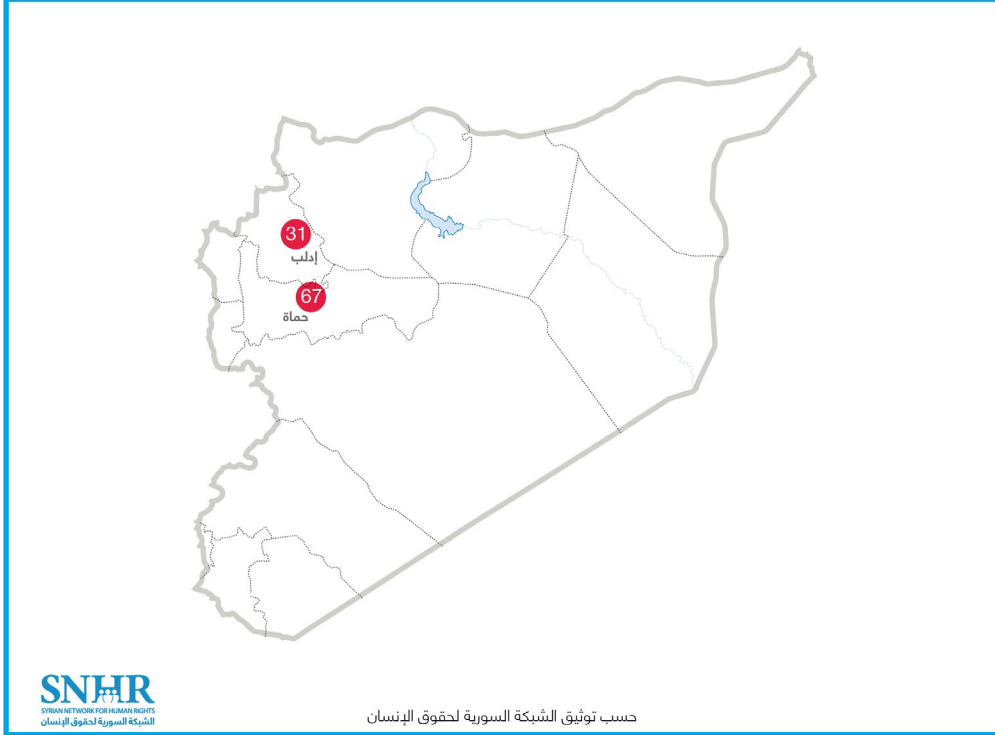 31
إدلب
67
حماة
SNHR
SYRIAN NETWORK FOR HUMAN RIGHTS
الشبكة السورية لحقوق الإنسان
حسب توثيق الشبكة السورية لحقوق الإنسان